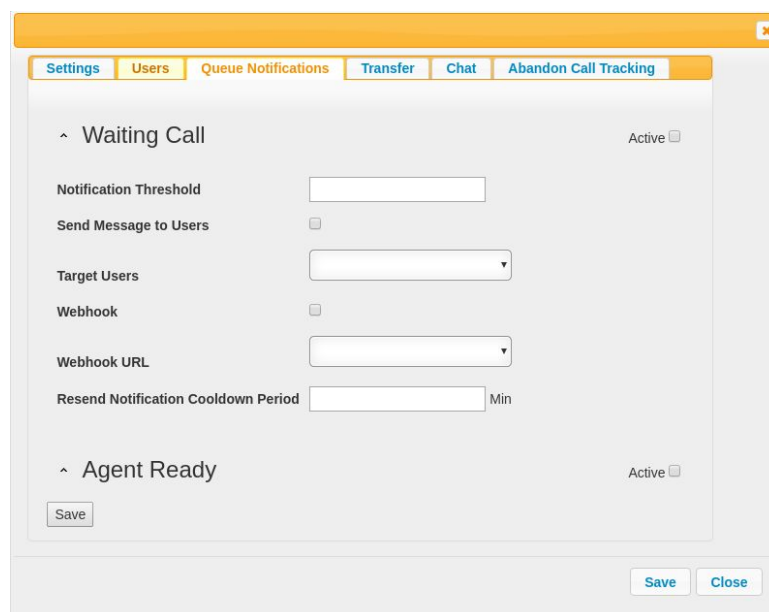 Settings Users Queue Notifications Transfer Chat Abandon Call Tracking
Waiting Call Active
Notification Threshold
Send Message to Users
Target Users
Webhook
Webhook URL
Resend Notification Cooldown Period Min
Agent Ready Active
Save
Save Close